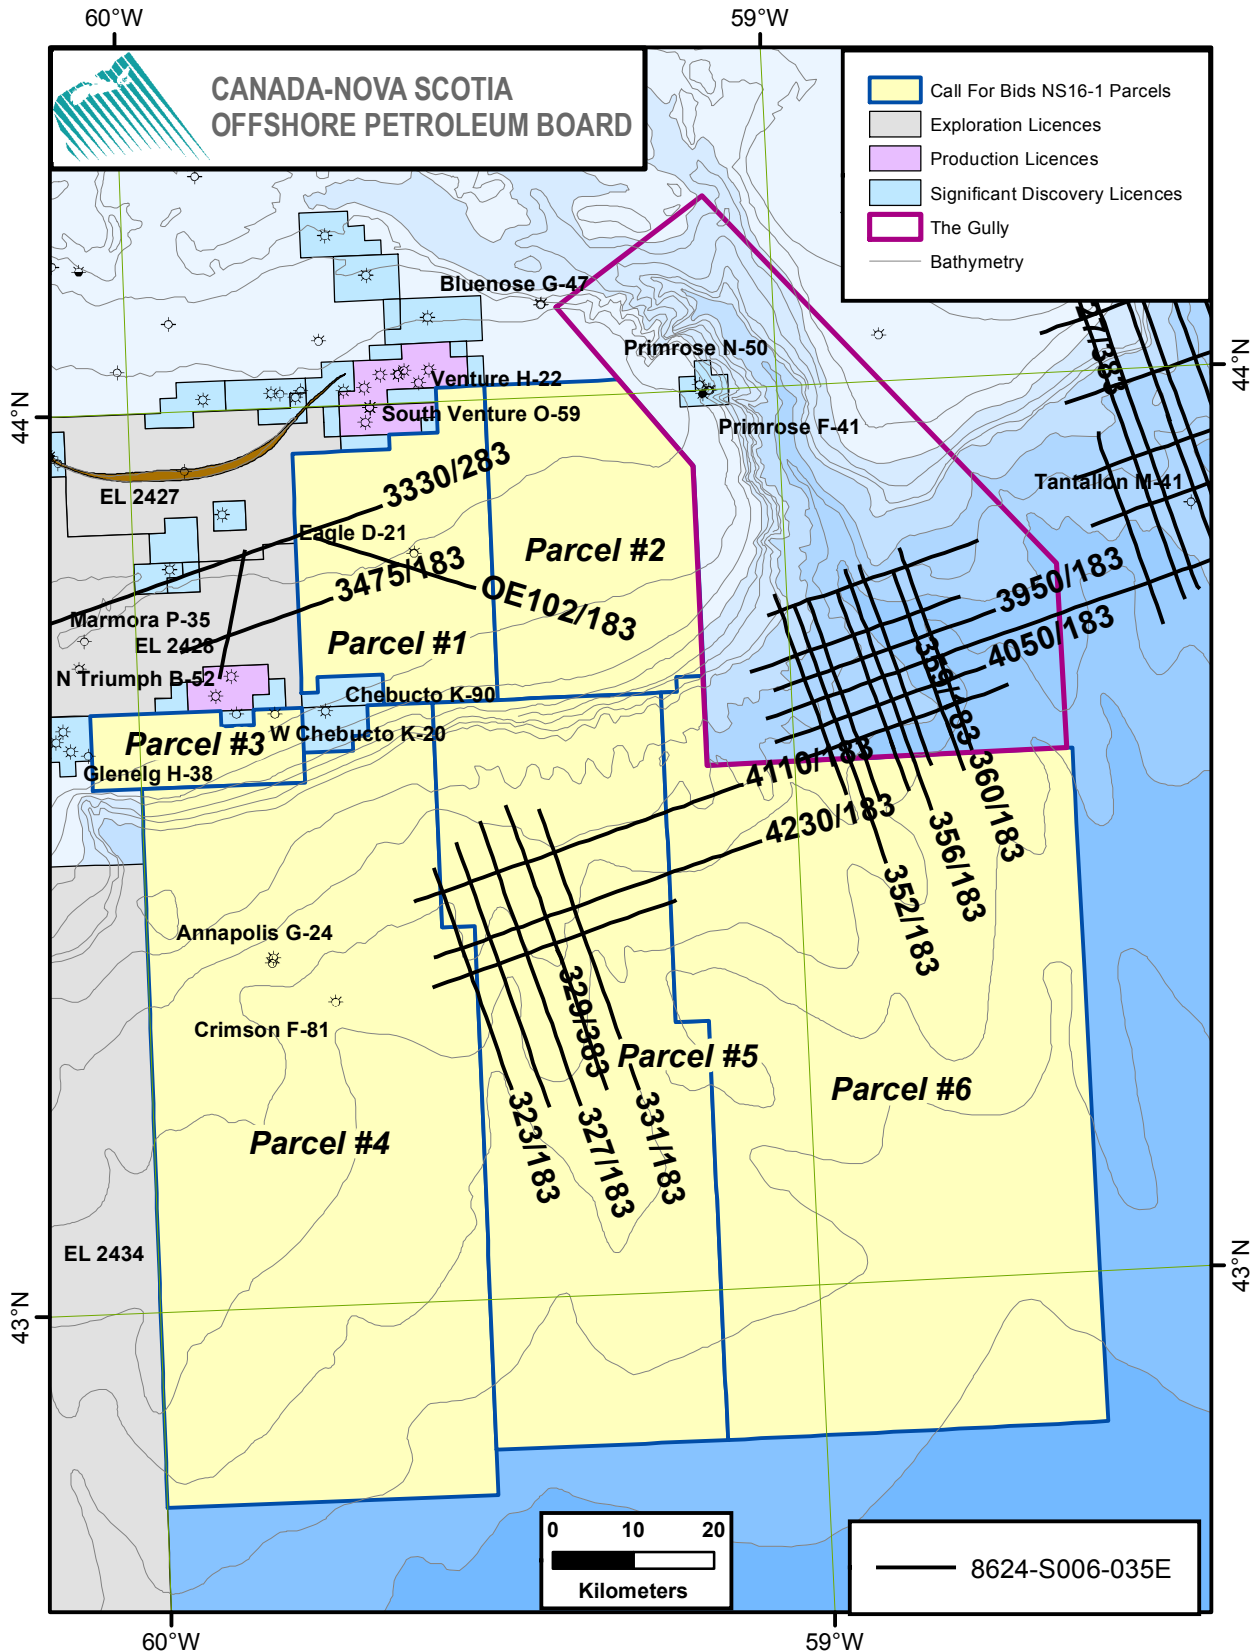 60°W
59°W
CANADA-NOVA SCOTIA
OFFSHORE PETROLEUM BOARD
Call For Bids NS16-1 Parcels
Exploration Licences
Production Licences
Significant Discovery Licences
The Gully
Bathymetry
Bluenose G-47
Primrose N-50
44°N
44°N
Venture H-22
South Venture O-59
Primrose F-41
3330/283
Tantallon M-41
EL 2427
Eagle D-21
Parcel #2
3475/183
OE102/183
3950/183
Marmora P-35
EL 2428
Parcel #1
4050/183
N Triumph B-52
Chebucto K-90
Parcel #3
W Chebucto K-20
Glenelg H-38
4110/183
360/183
4230/183
356/183
352/183
Annapolis G-24
Crimson F-81
329/383
Parcel #5
Parcel #6
Parcel #4
323/183
327/183
331/183
EL 2434
43°N
43°N
0 10 20
Kilometers
8624-S006-035E
60°W
59°W